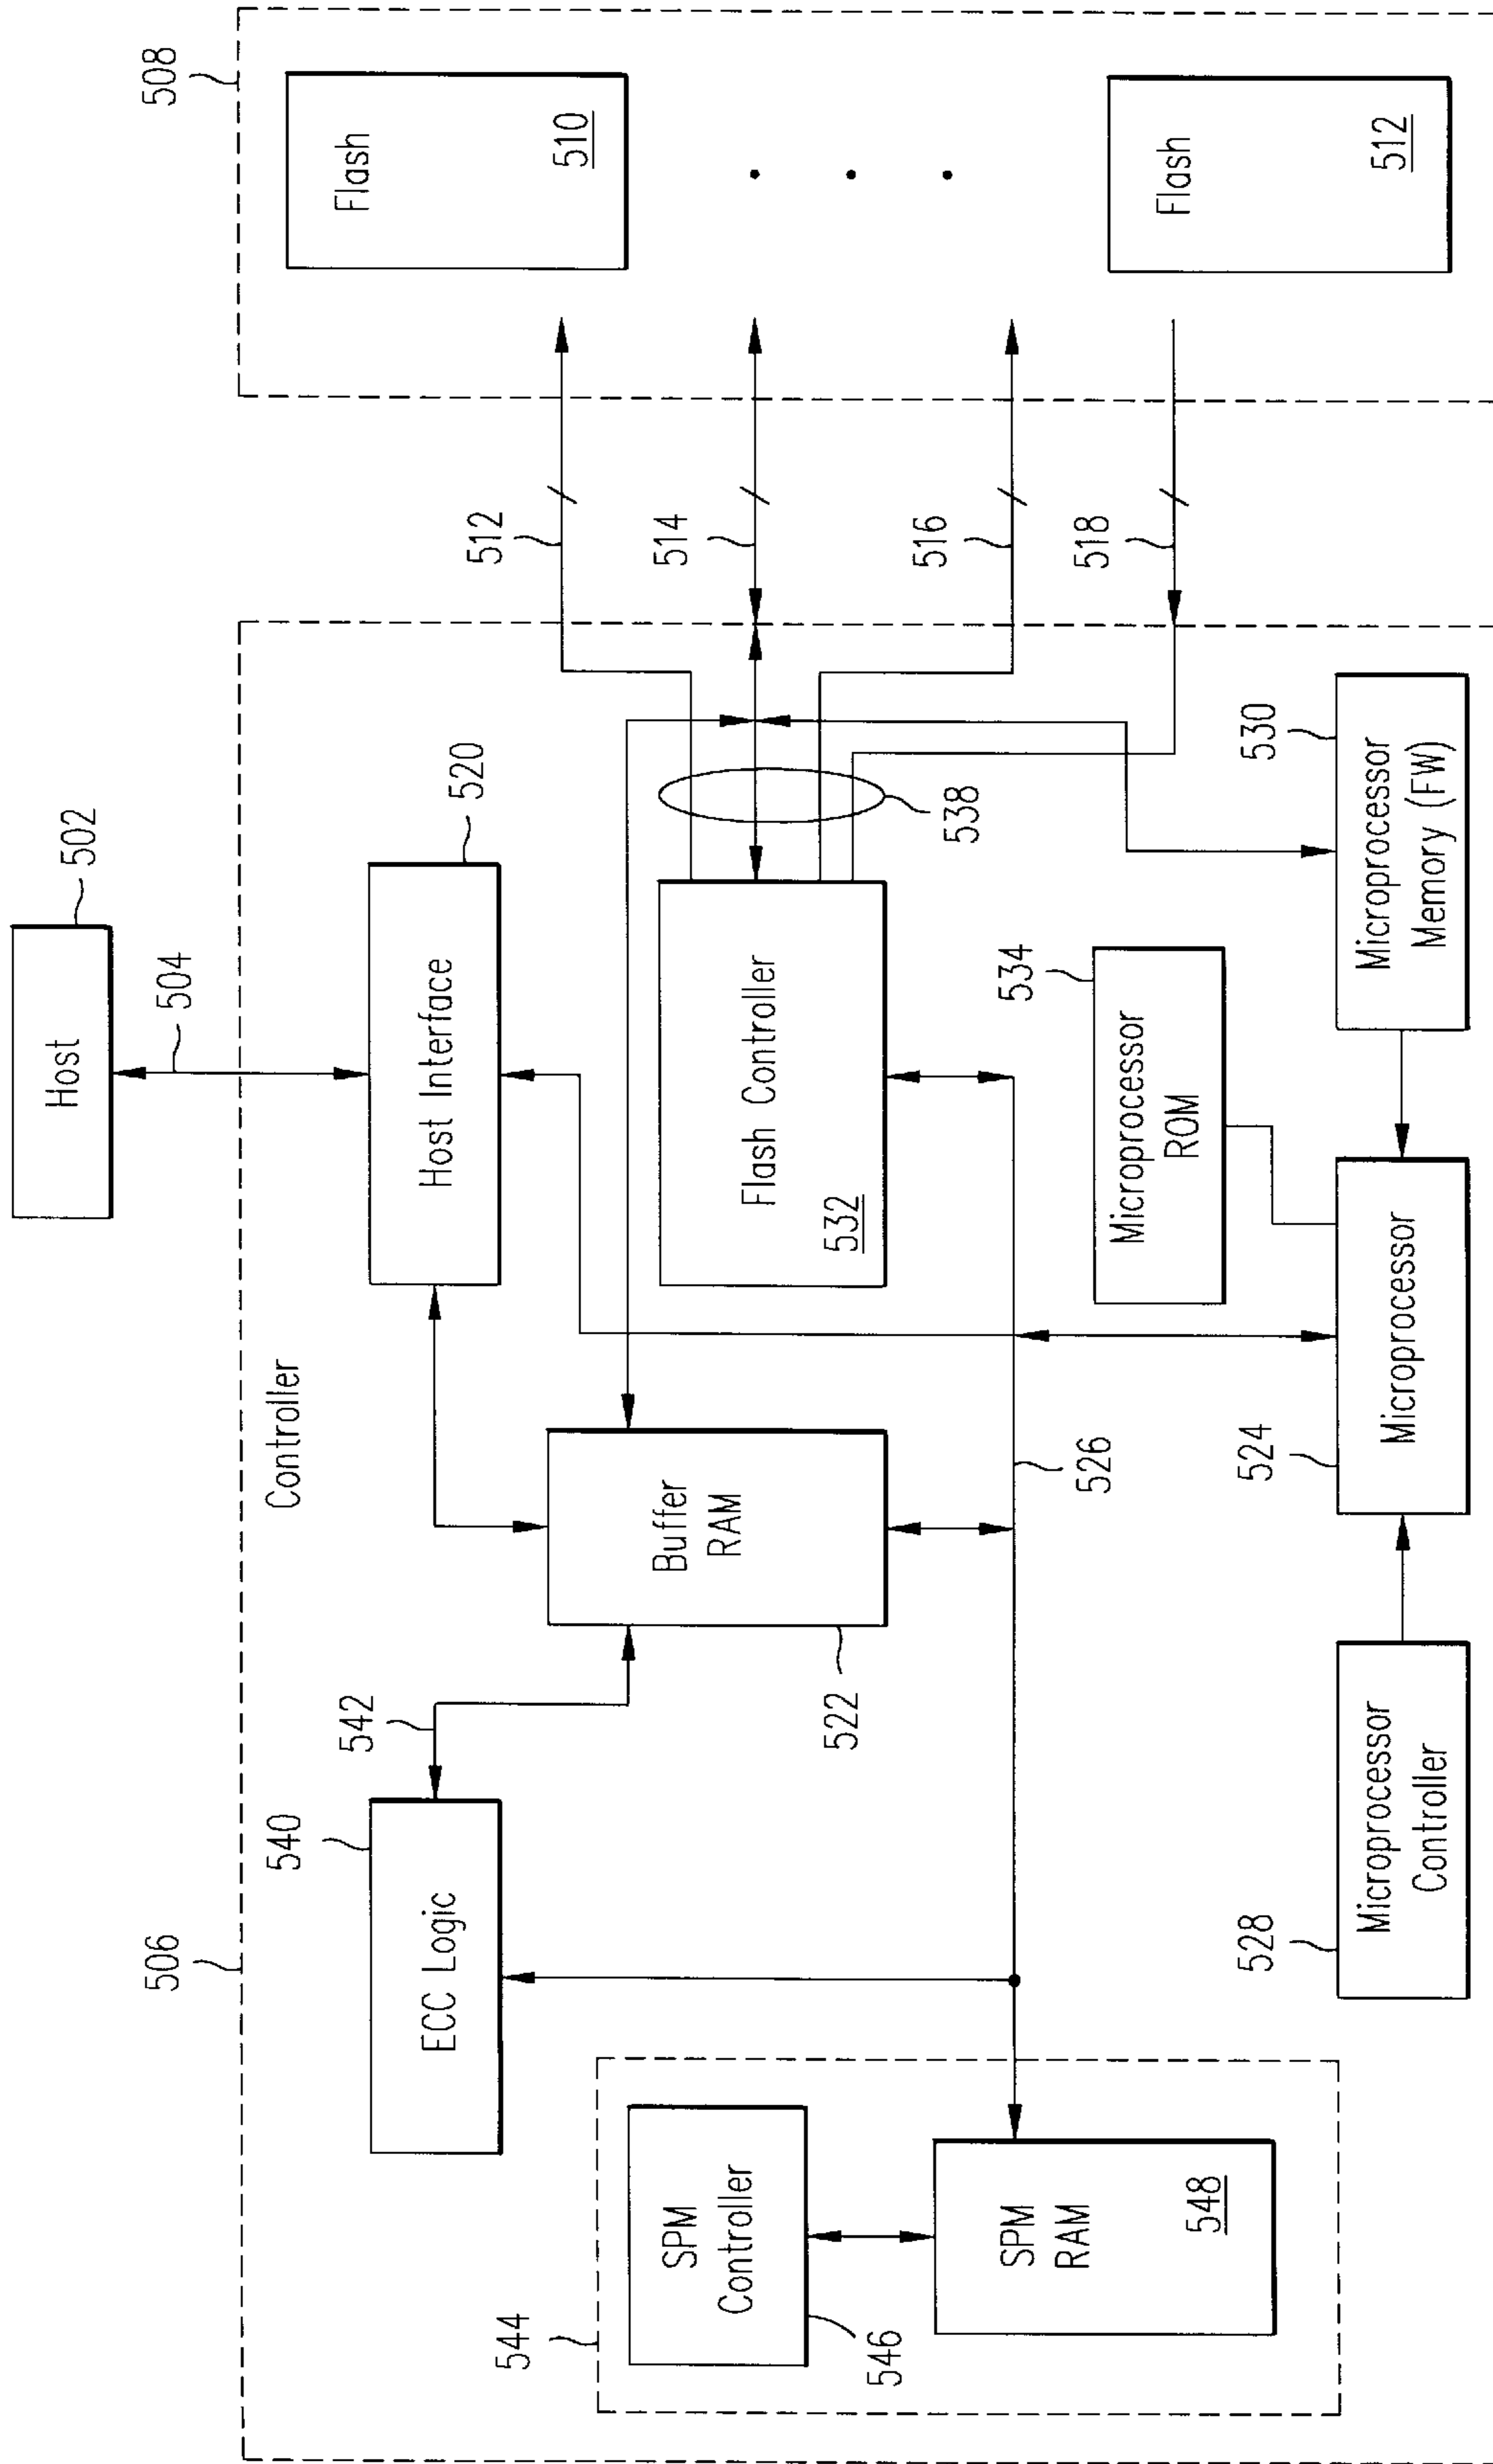 502
Host
504
506
Controller
508
540
ECC Logic
542
520
Host Interface
Flash
510
512
544
SPM
Controller
546
SPM
RAM
548
522
Buffer
RAM
Flash Controller
532
538
514
516
518
526
534
Microprocessor
ROM
528
Microprocessor
Controller
524
Microprocessor
530
Microprocessor
Memory (FW)
Flash
512